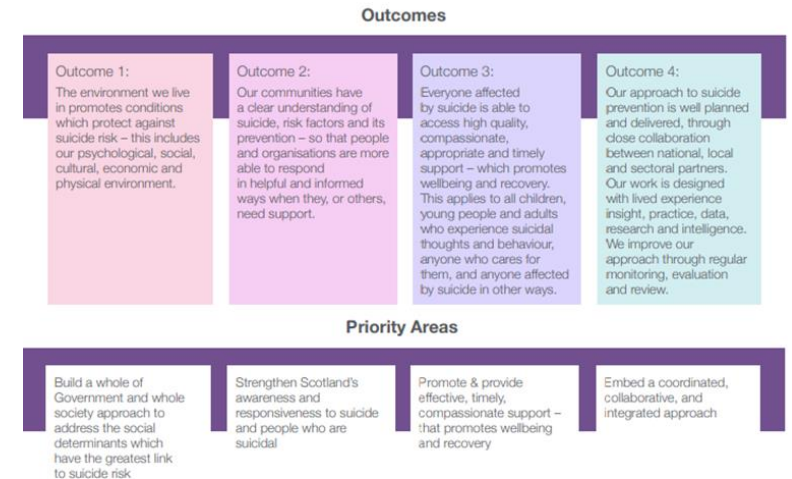 Outcomes
Outcome 1:
The environment we live
in promotes conditions
which protect against
suicide risk – this includes
our psychological, social,
cultural, economic and
physical environment.
Outcome 2:
Our communities have
a clear understanding of
suicide, risk factors and its
prevention – so that people
and organisations are more
able to respond
in helpful and informed
ways when they, or others,
need support.
Outcome 3:
Everyone affected
by suicide is able to
access high quality,
compassionate,
appropriate and timely
support – which promotes
wellbeing and recovery.
This applies to all children,
young people and adults
who experience suicidal
thoughts and behaviour,
anyone who cares for
them, and anyone affected
by suicide in other ways.
Outcome 4:
Our approach to suicide
prevention is well planned
and delivered, through
close collaboration
between national, local
and sectoral partners.
Our work is designed
with lived experience
insight, practice, data,
research and intelligence.
We improve our
approach through regular
monitoring, evaluation
and review.
Priority Areas
Build a whole of
Government and whole
society approach to
address the social
determinants which
have the greatest link
to suicide risk
Strengthen Scotland's
awareness and
responsiveness to suicide
and people who are
suicidal
Promote & provide
effective, timely,
compassionate support –
that promotes wellbeing
and recovery
Embed a coordinated,
collaborative, and
integrated approach